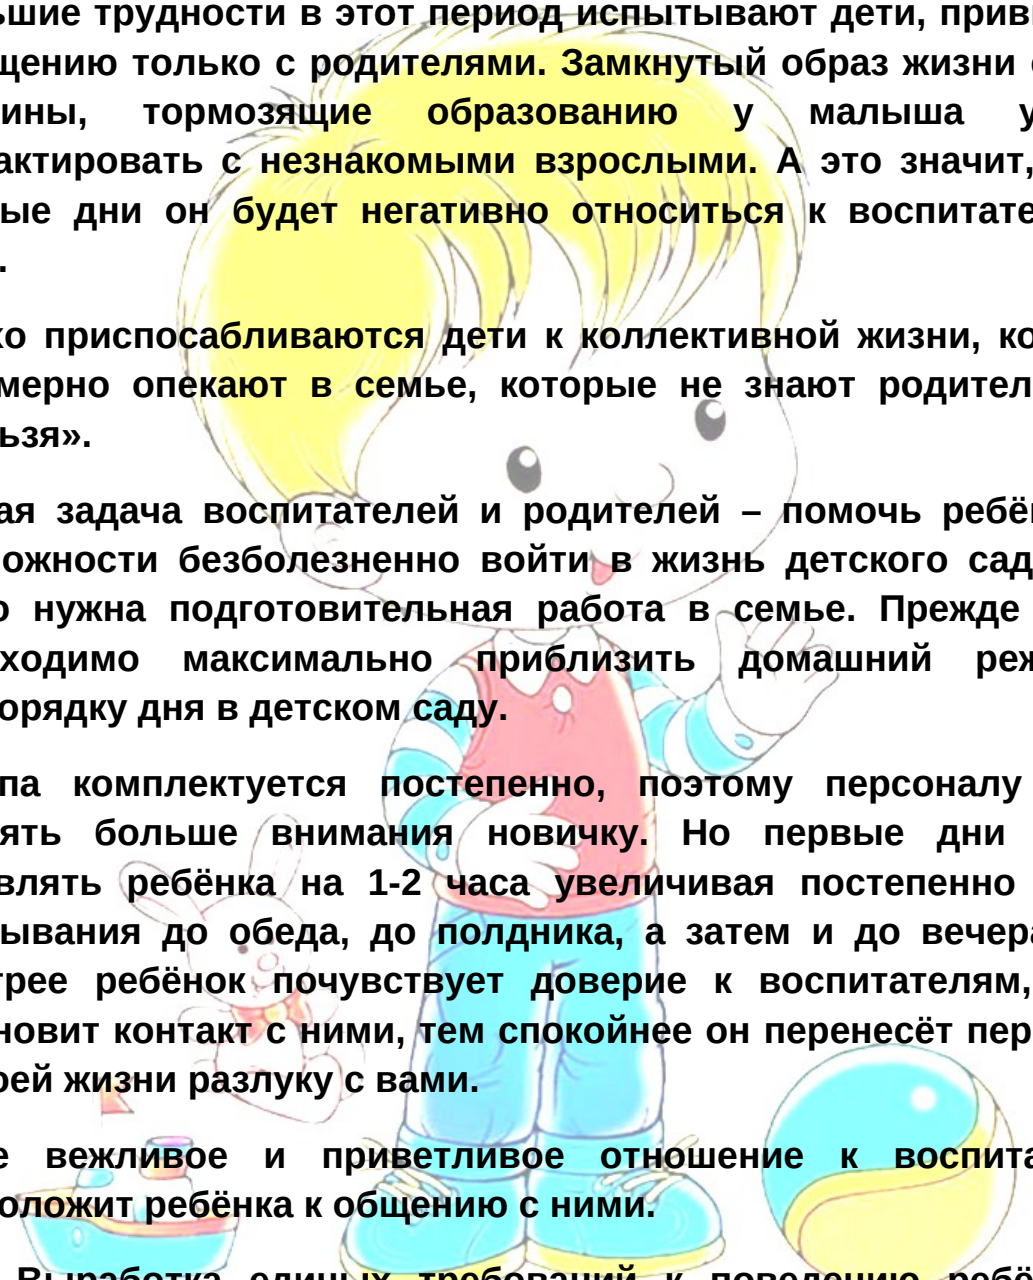 ьшие трудности в этот период испытывают дети, прив
щению только с родителями. Замкнутый образ жизни
ины, тормозящие образованию у малыша у
актировать с незнакомыми взрослыми. А это значит,
ые дни он будет негативно относиться к воспитате
.
ко приспосабливаются дети к коллективной жизни, ко
мерно опекают в семье, которые не знают родител
ьзя».
ая задача воспитателей и родителей – помочь ребё
ожности безболезненно войти в жизнь детского сад
о нужна подготовительная работа в семье. Прежде
ходимо максимально приблизить домашний реж
орядку дня в детском саду.
па комплектуется постепенно, поэтому персоналу
ять больше внимания новичку. Но первые дни
влять ребёнка на 1-2 часа увеличивая постепенно
ывания до обеда, до полдника, а затем и до вечера
трее ребёнок почувствует доверие к воспитателям,
новит контакт с ними, тем спокойнее он перенесёт пер
оей жизни разлуку с вами.
е вежливое и приветливое отношение к воспита
оложит ребёнка к общению с ними.
Выработка единых требований к поведению ребё